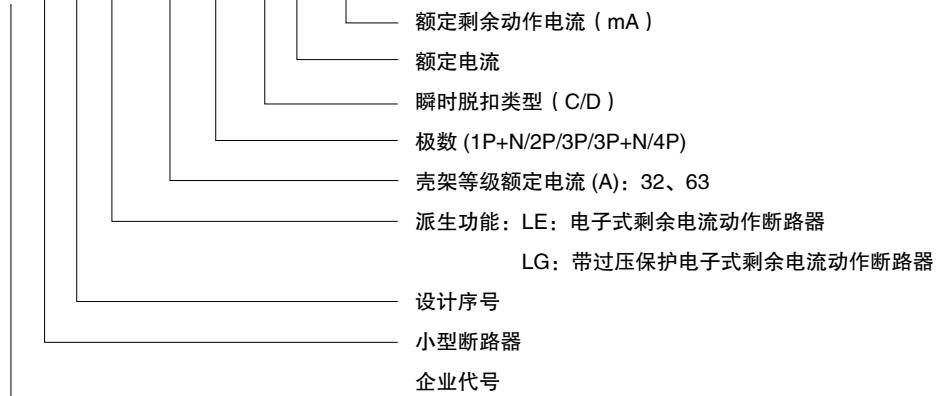 额定剩余动作电流（mA）
额定电流
瞬时脱扣类型（C/D）
极数 (1P+N/2P/3P/3P+N/4P)
壳架等级额定电流 (A)：32、63
派生功能：LE：电子式剩余电流动作断路器
LG：带过压保护电子式剩余电流动作断路器
设计序号
小型断路器
企业代号